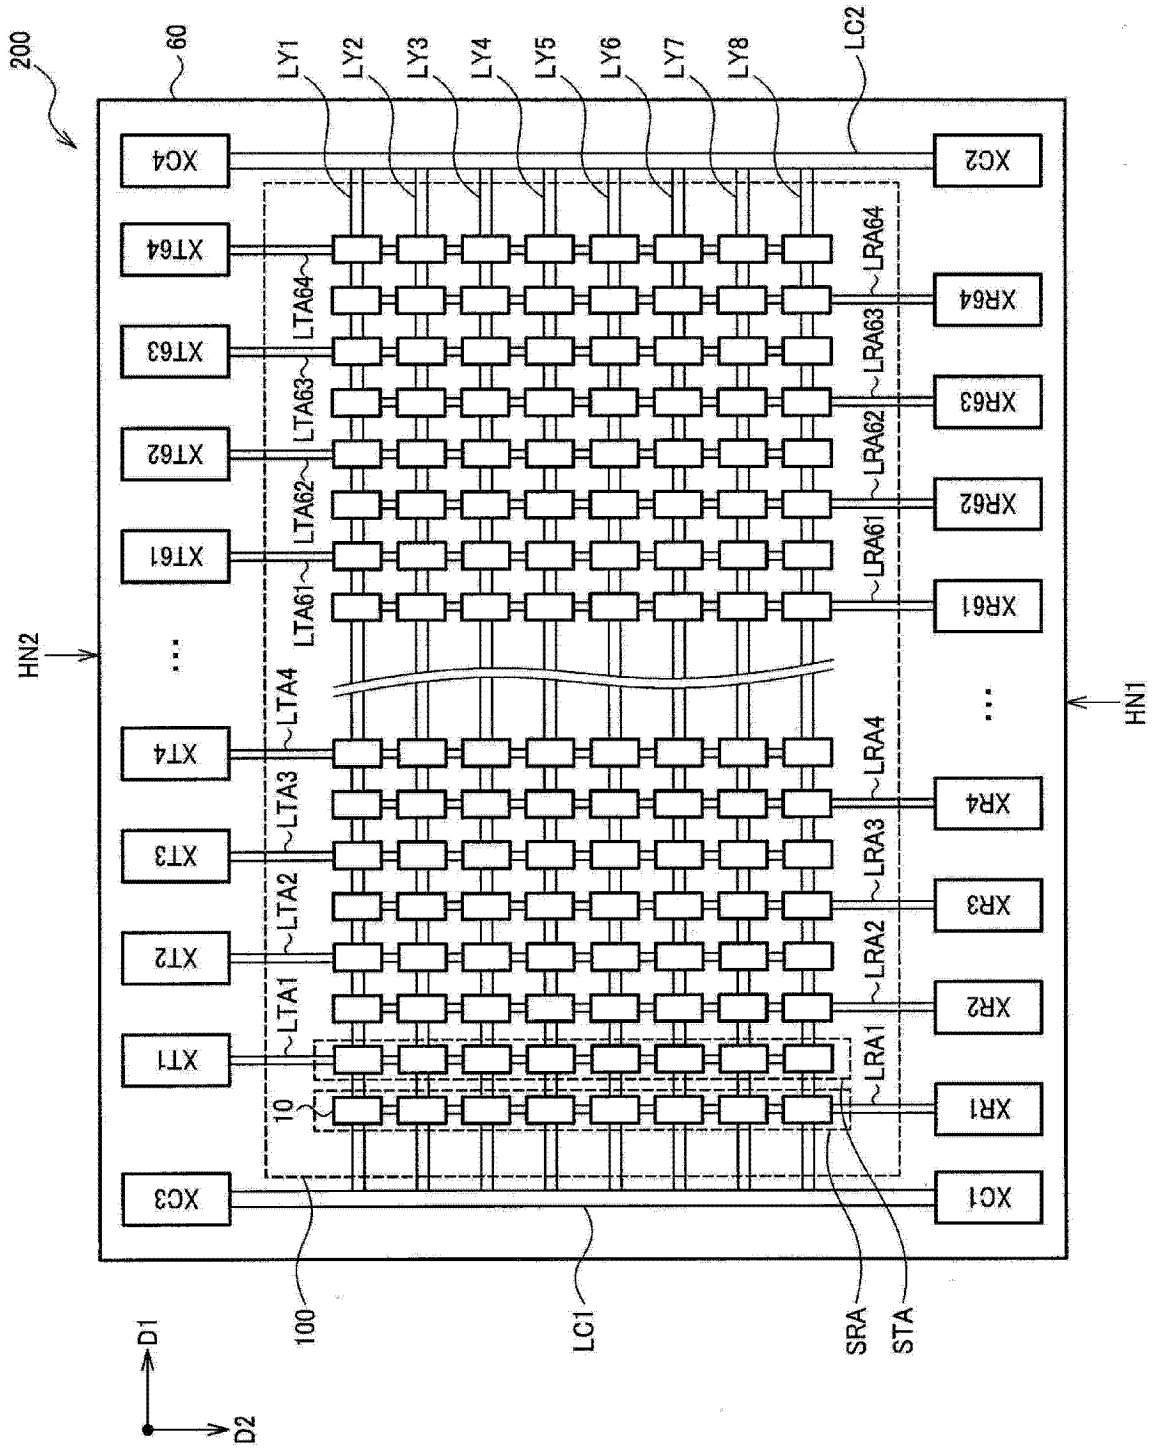 200
60
LY1
LY2
LY3
LY4
LY5
LY6
LY7
LY8
LC2
XC4
XT64
XT63
XT62
XT61
...
XT4
XT3
XT2
XT1
XC3
HN2
LTA64
LTA63
LTA62
LTA61
LTA4
LTA3
LTA2
LTA1
10
LRA64
LRA63
LRA62
LRA61
LRA4
LRA3
LRA2
LRA1
XC2
XR64
XR63
XR62
XR61
...
XR4
XR3
XR2
XR1
XC1
HN1
100
LC1
SRA
STA
D1
D2